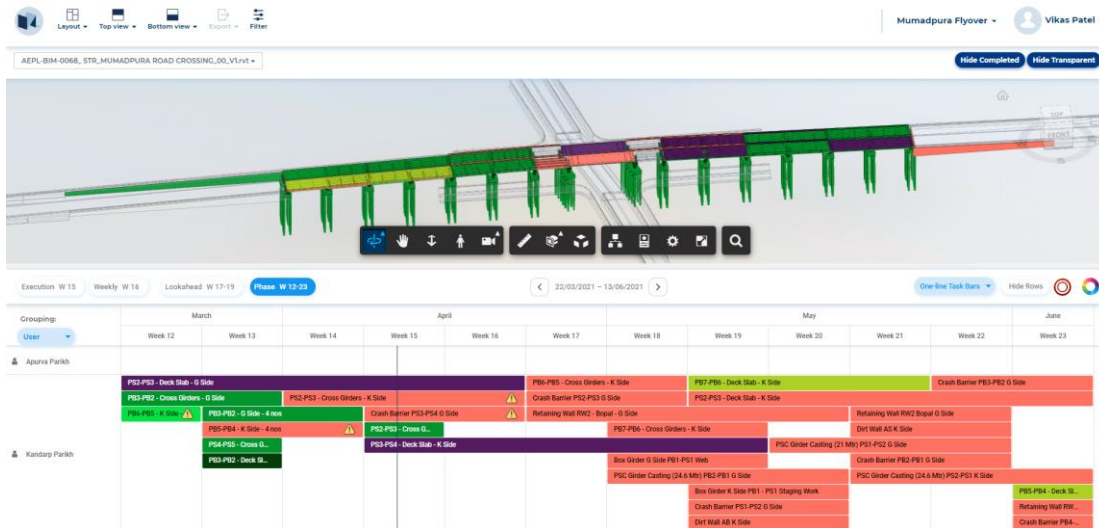 Layout
Top view
Bottom view
Export
Filter
Mumadpura Flyover
Vikas Patel
AEPL-BIM-0068_ STR_MUMADPURA ROAD CROSSING_00_V1.rvt
Hide Completed
Hide Transparent
TOP
FRONT
Execution W 15
Weekly W 16
Lookahead W 17-19
Phase W 12-23
22/03/2021 - 13/06/2021
One-line Task Bars
Hide Rows
Grouping:
March
April
May
June
User
Week 12
Week 13
Week 14
Week 15
Week 16
Week 17
Week 18
Week 19
Week 20
Week 21
Week 22
Week 23
Apurva Parikh
PS2-PS3 - Deck Slab - G Side
PB6-PB5 - Cross Girders - K Side
PB7-PB6 - Deck Slab - K Side
Crash Barrier PB3-PB2 G Side
PB3-PB2 - Cross Girders - G Side
PS2-PS3 - Cross Girders - K Side
Crash Barrier PS2-PS3 G Side
PS2-PS3 - Deck Slab - K Side
PB6-PB5 - K Side -
PB3-PB2 - G Side - 4 nos
Crash Barrier PS3-PS4 G Side
Retaining Wall RW2 - Bopal - G Side
Retaining Wall RW2 Bopal G Side
PB5-PB4 - K Side - 4 nos
PS2-PS3 - Cross G...
PB7-PB6 - Cross Girders - K Side
Dirt Wall AS K Side
Kandarp Parikh
PS4-PS5 - Cross G...
PS3-PS4 - Deck Slab - K Side
PSC Girder Casting (21 Mtr) PS1-PS2 G Side
PB3-PB2 - Deck Sl...
Box Girder G Side PB1-PS1 Web
Crash Barrier PB2-PB1 G Side
PSC Girder Casting (24.6 Mtr) PB2-PB1 G Side
PSC Girder Casting (24.6 Mtr) PS2-PS1 K Side
Box Girder K Side PB1 - PS1 Staging Work
PB5-PB4 - Deck Sl...
Crash Barrier PS1-PS2 G Side
Retaining Wall RW...
Dirt Wall AB K Side
Crash Barrier PB4-...